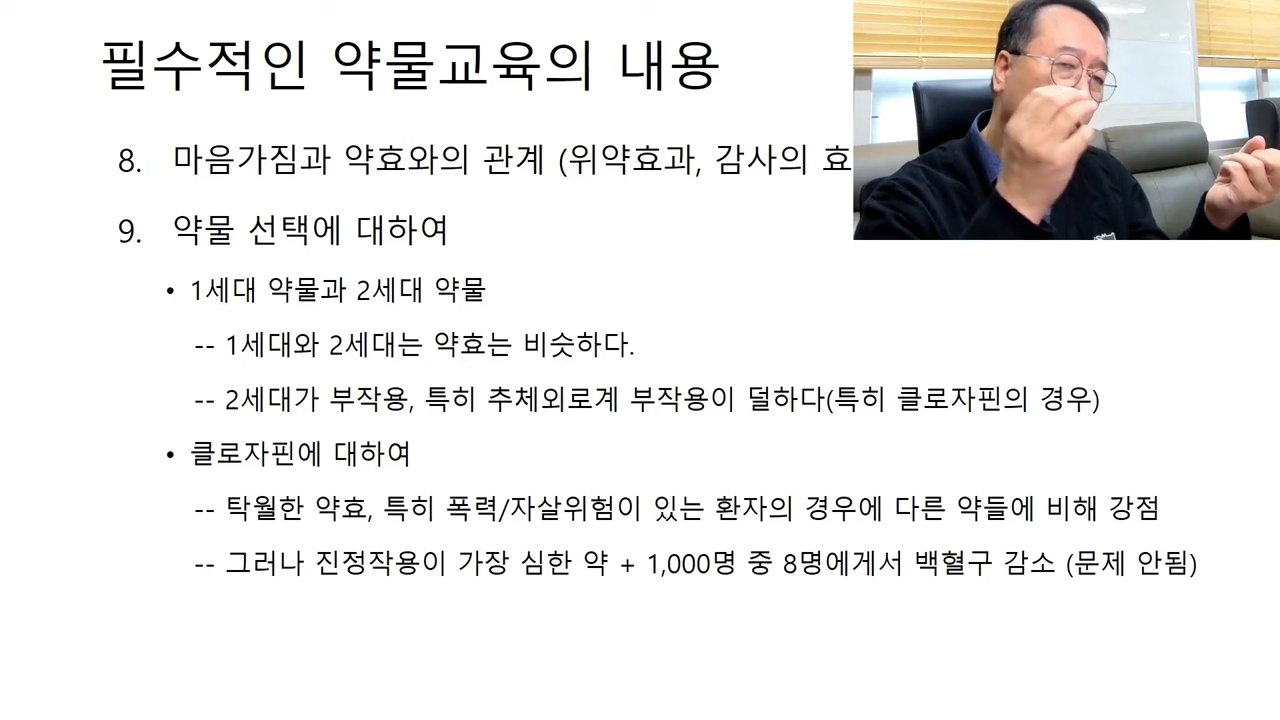 필수적인 약물교육의 내용
8. 마음가짐과 약효와의 관계 (위약효과, 감사의 효
9. 약물 선택에 대하여
• 1세대 약물과 2세대 약물
-- 1세대와 2세대는 약효는 비슷하다.
-- 2세대가 부작용, 특히 추체외로계 부작용이 덜하다(특히 클로자핀의 경우)
• 클로자핀에 대하여
-- 탁월한 약효, 특히 폭력/자살위험이 있는 환자의 경우에 다른 약들에 비해 강점
-- 그러나 진정작용이 가장 심한 약 + 1,000명 중 8명에게서 백혈구 감소 (문제 안됨)